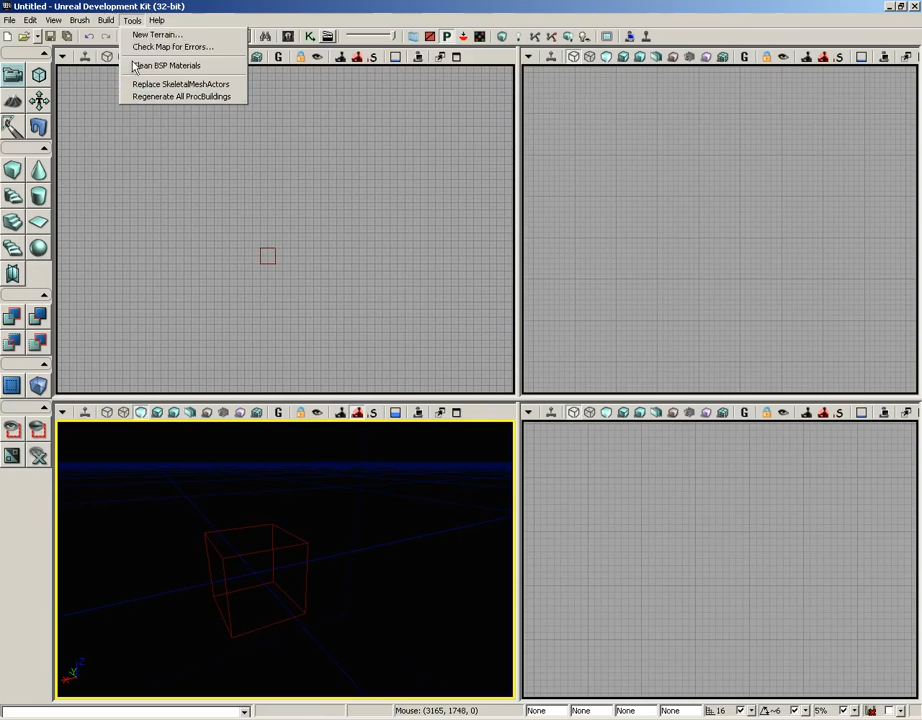 Untitled - Unreal Development Kit (32-bit)
File Edit View Brush Build Tools Help
New Terrain...
Check Map for Errors...
Clean BSP Materials
Replace SkeletalMeshActors
Regenerate All ProcBuildings
K P
G S
G S
G S
G S
Z Y X
Mouse: (3165, 1748, 0) None None None None 16 ~6 5%